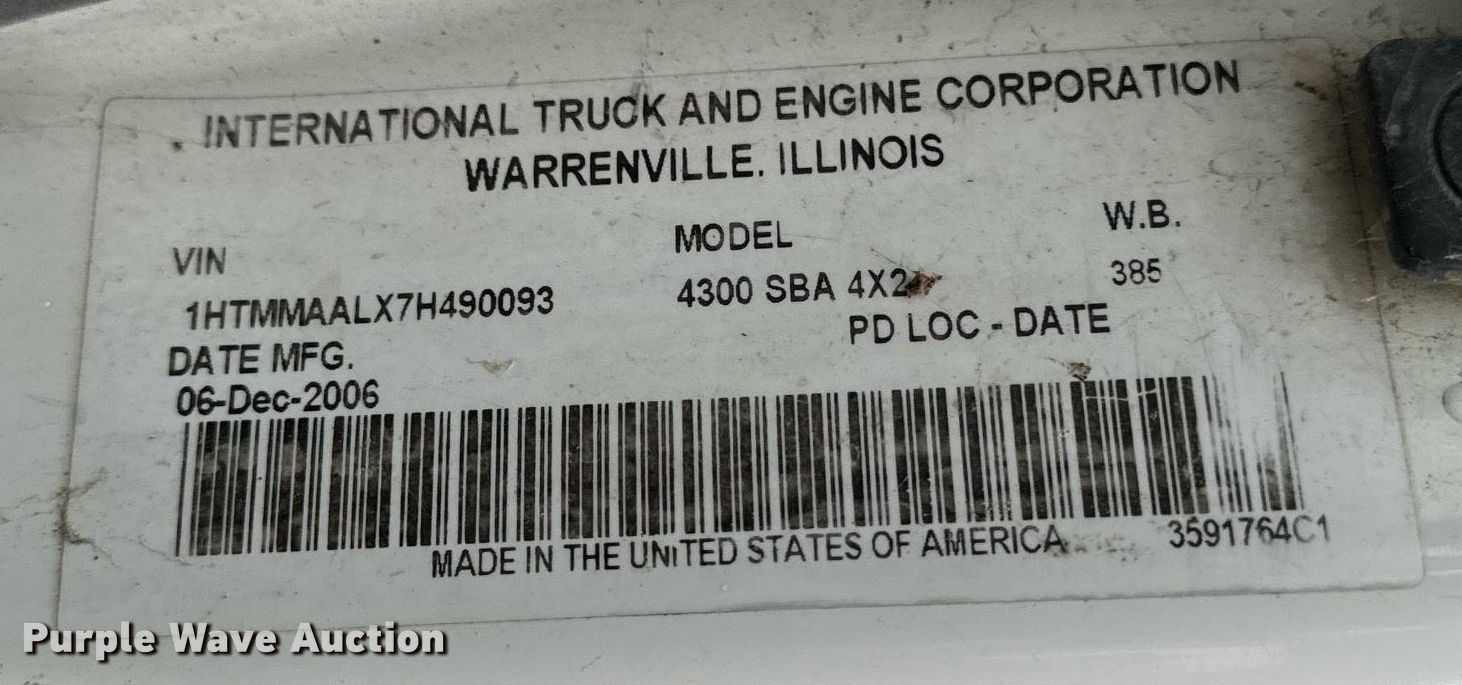 INTERNATIONAL TRUCK AND ENGINE CORPORATION
WARRENVILLE. ILLINOIS
VIN MODEL W.B.
1HTMMAALX7H490093 4300 SBA 4X2 385
DATE MFG. PD LOC - DATE
06-Dec-2006
MADE IN THE UNITED STATES OF AMERICA 3591764C1
Purple Wave Auction